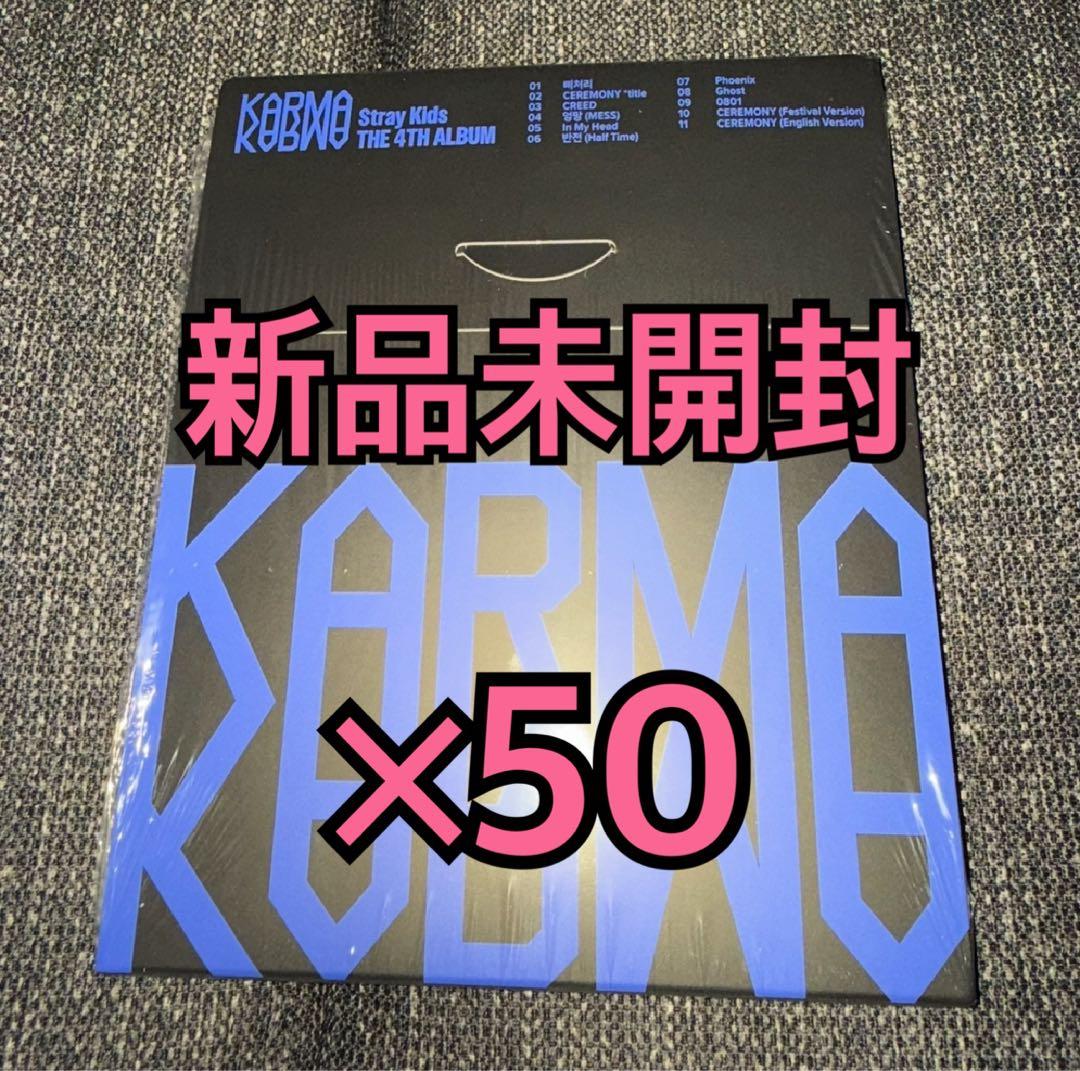 KARMA
KARMA
Stray Kids
THE 4TH ALBUM
01 삐처리
02 CEREMONY *title
03 CREED
04 엉망 (MESS)
05 In My Head
06 반전 (Half Time)
07 Phoenix
08 Ghost
09 0801
10 CEREMONY (Festival Version)
11 CEREMONY (English Version)
新品未開封
KARMA
×50
KARMA